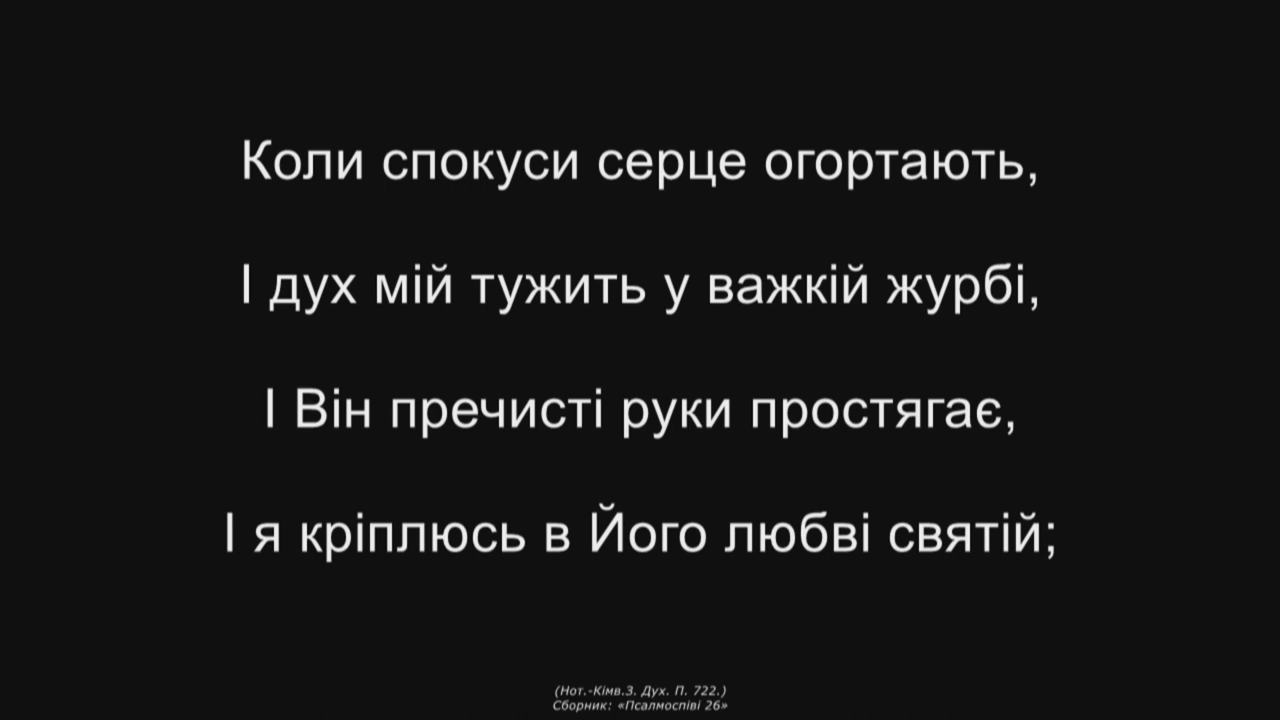 Коли спокуси серце огортають,
І дух мій тужить у важкій журбі,
І Він пречисті руки простягає,
І я кріплюсь в Його любві святій;
(Нот.-Кімв.3. Дух. П. 722.)
Сборник: «Псалмоспіві 26»